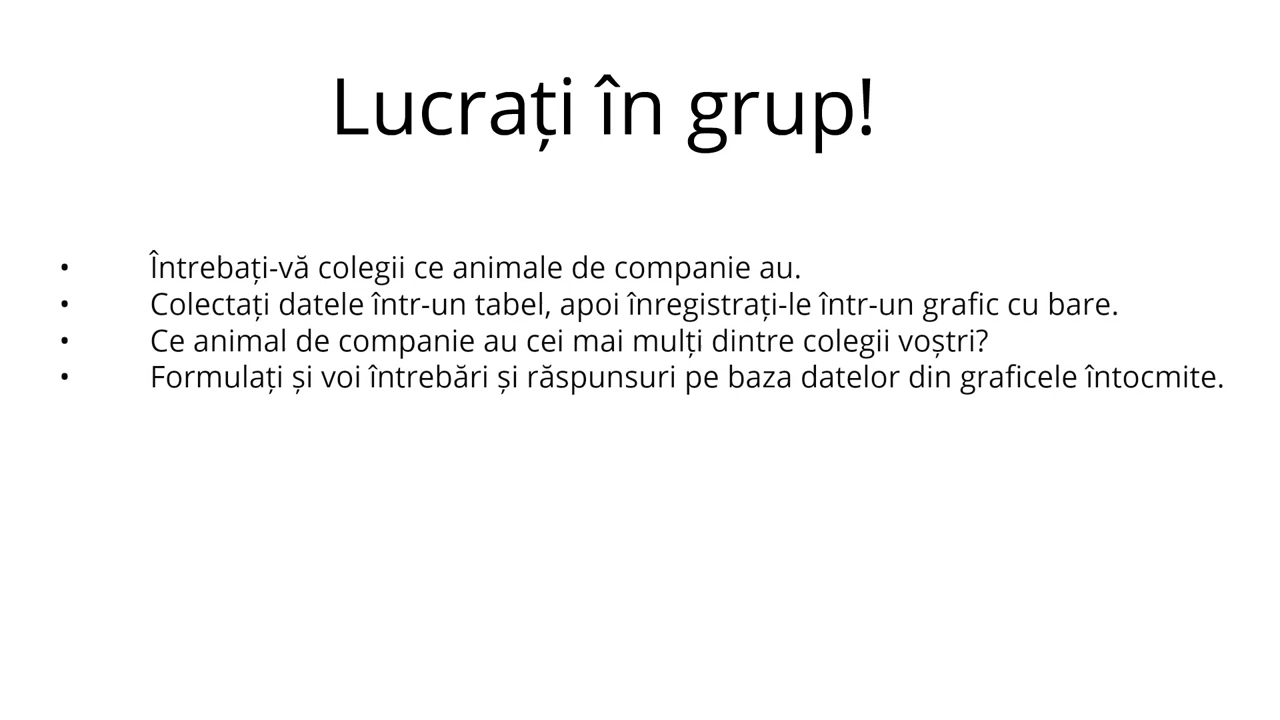 Lucrați în grup!
• Întrebați-vă colegii ce animale de companie au.
• Colectați datele într-un tabel, apoi înregistrați-le într-un grafic cu bare.
• Ce animal de companie au cei mai mulți dintre colegii voștri?
• Formulați și voi întrebări și răspunsuri pe baza datelor din graficele întocmite.